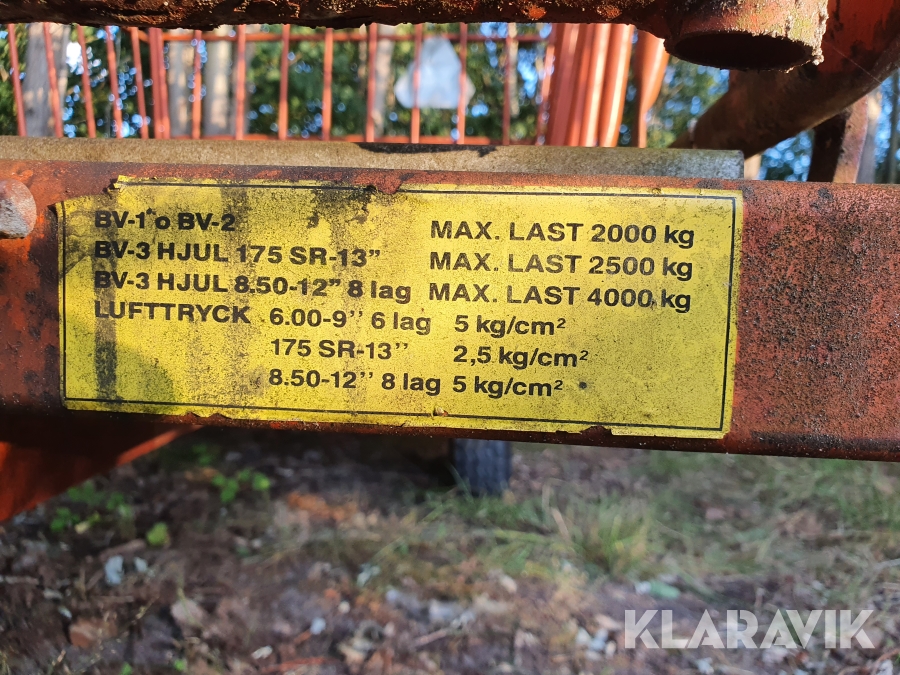 BV-1 o BV-2 MAX. LAST 2000 kg
BV-3 HJUL 175 SR-13" MAX. LAST 2500 kg
BV-3 HJUL 8.50-12" 8 lag MAX. LAST 4000 kg
LUFTTRYCK 6.00-9'' 6 lag 5 kg/cm²
175 SR-13'' 2,5 kg/cm²
8.50-12'' 8 lag 5 kg/cm²
KLARAVIK